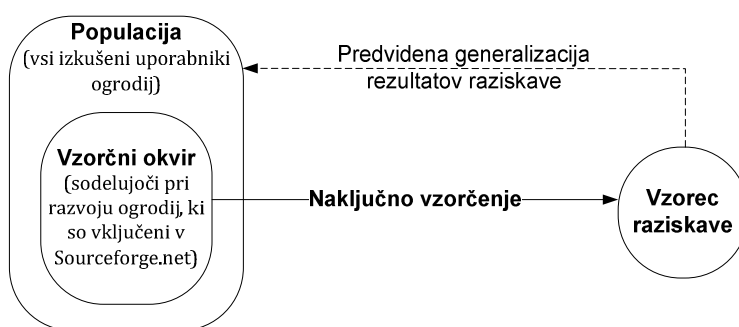 Populacija
(vsi izkušeni uporabniki
ogrodij)
Vzorčni okvir
(sodelujoči pri
razvoju ogrodij, ki
so vključeni v
Sourceforge.net)
Predvidena generalizacija
rezultatov raziskave
Naključno vzorčenje
Vzorec
raziskave